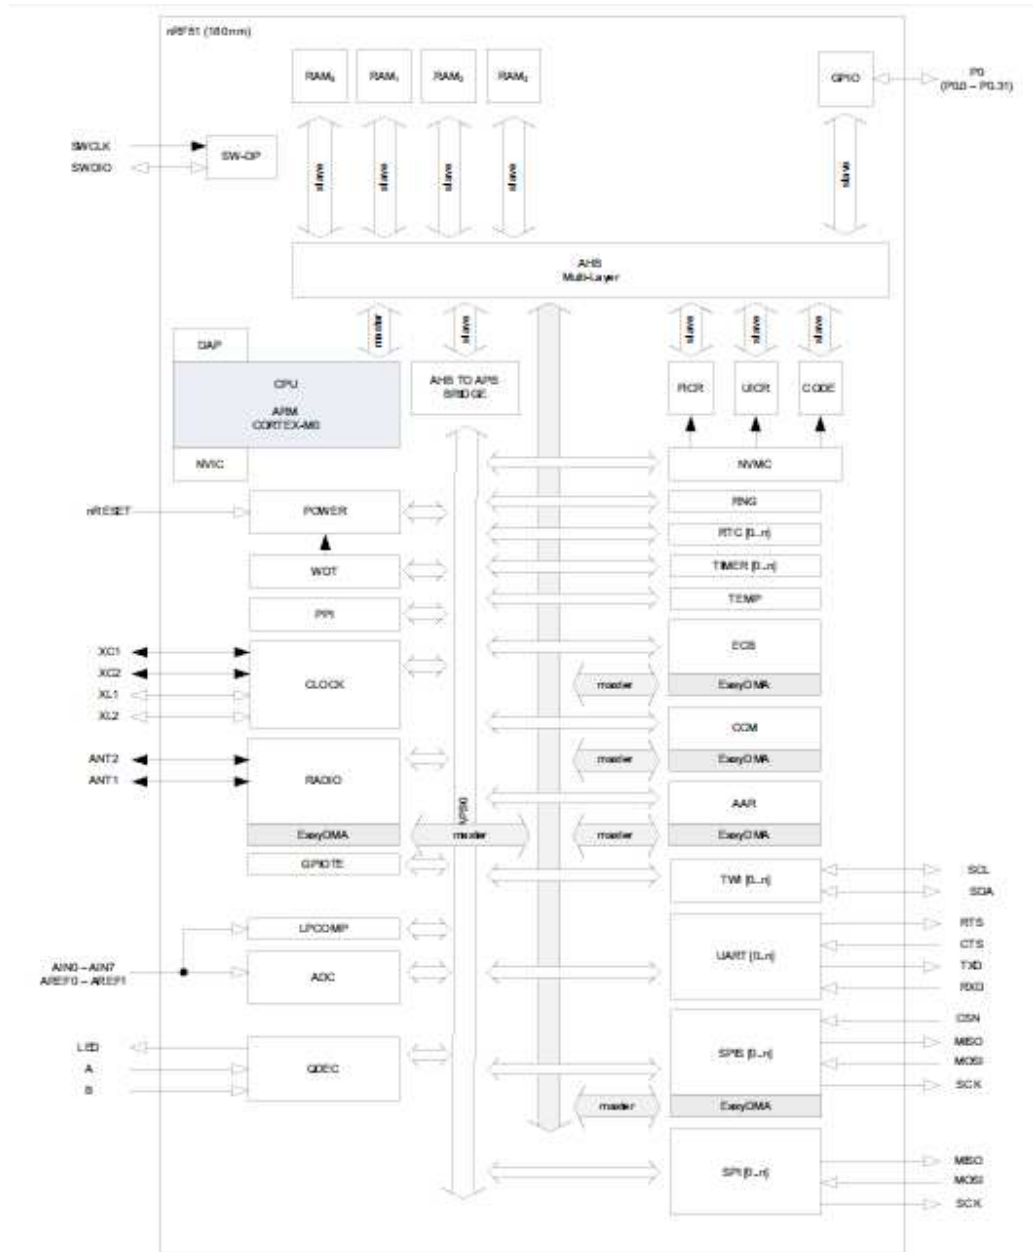 nRF51 (180nm)
RAM
RAM
RAM
RAM
GPIO
P0
(P0.0 – P0.31)
SWCLK
SWDIO
SW-DP
slave
slave
slave
slave
slave
AHB
Multi-Layer
master
slave
slave
slave
slave
DAP
CPU
ARM
CORTEX-M0
NVIC
AHB TO APB
BRIDGE
FICR
UICR
CODE
NVMC
nRESET
POWER
RNG
RTC [0..n]
WDT
TIMER [0..n]
PPI
TEMP
XC1
XC2
XL1
XL2
CLOCK
ECB
master
EasyDMA
CCM
ANT2
ANT1
RADIO
master
EasyDMA
AAR
APB0
EasyDMA
master
master
EasyDMA
GPIOTE
TWI [0..n]
SCL
SDA
LPCOMP
AIN0 – AIN7
AREF0 – AREF1
ADC
UART [0..n]
RTS
CTS
TXD
RXD
LED
A
B
QDEC
SPIS [0..n]
CSN
MISO
MOSI
SCK
master
EasyDMA
SPI [0..n]
MISO
MOSI
SCK